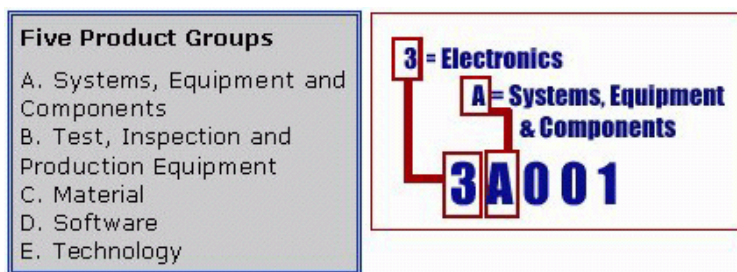 Five Product Groups
A. Systems, Equipment and
Components
B. Test, Inspection and
Production Equipment
C. Material
D. Software
E. Technology
3 = Electronics
A = Systems, Equipment
& Components
3A001